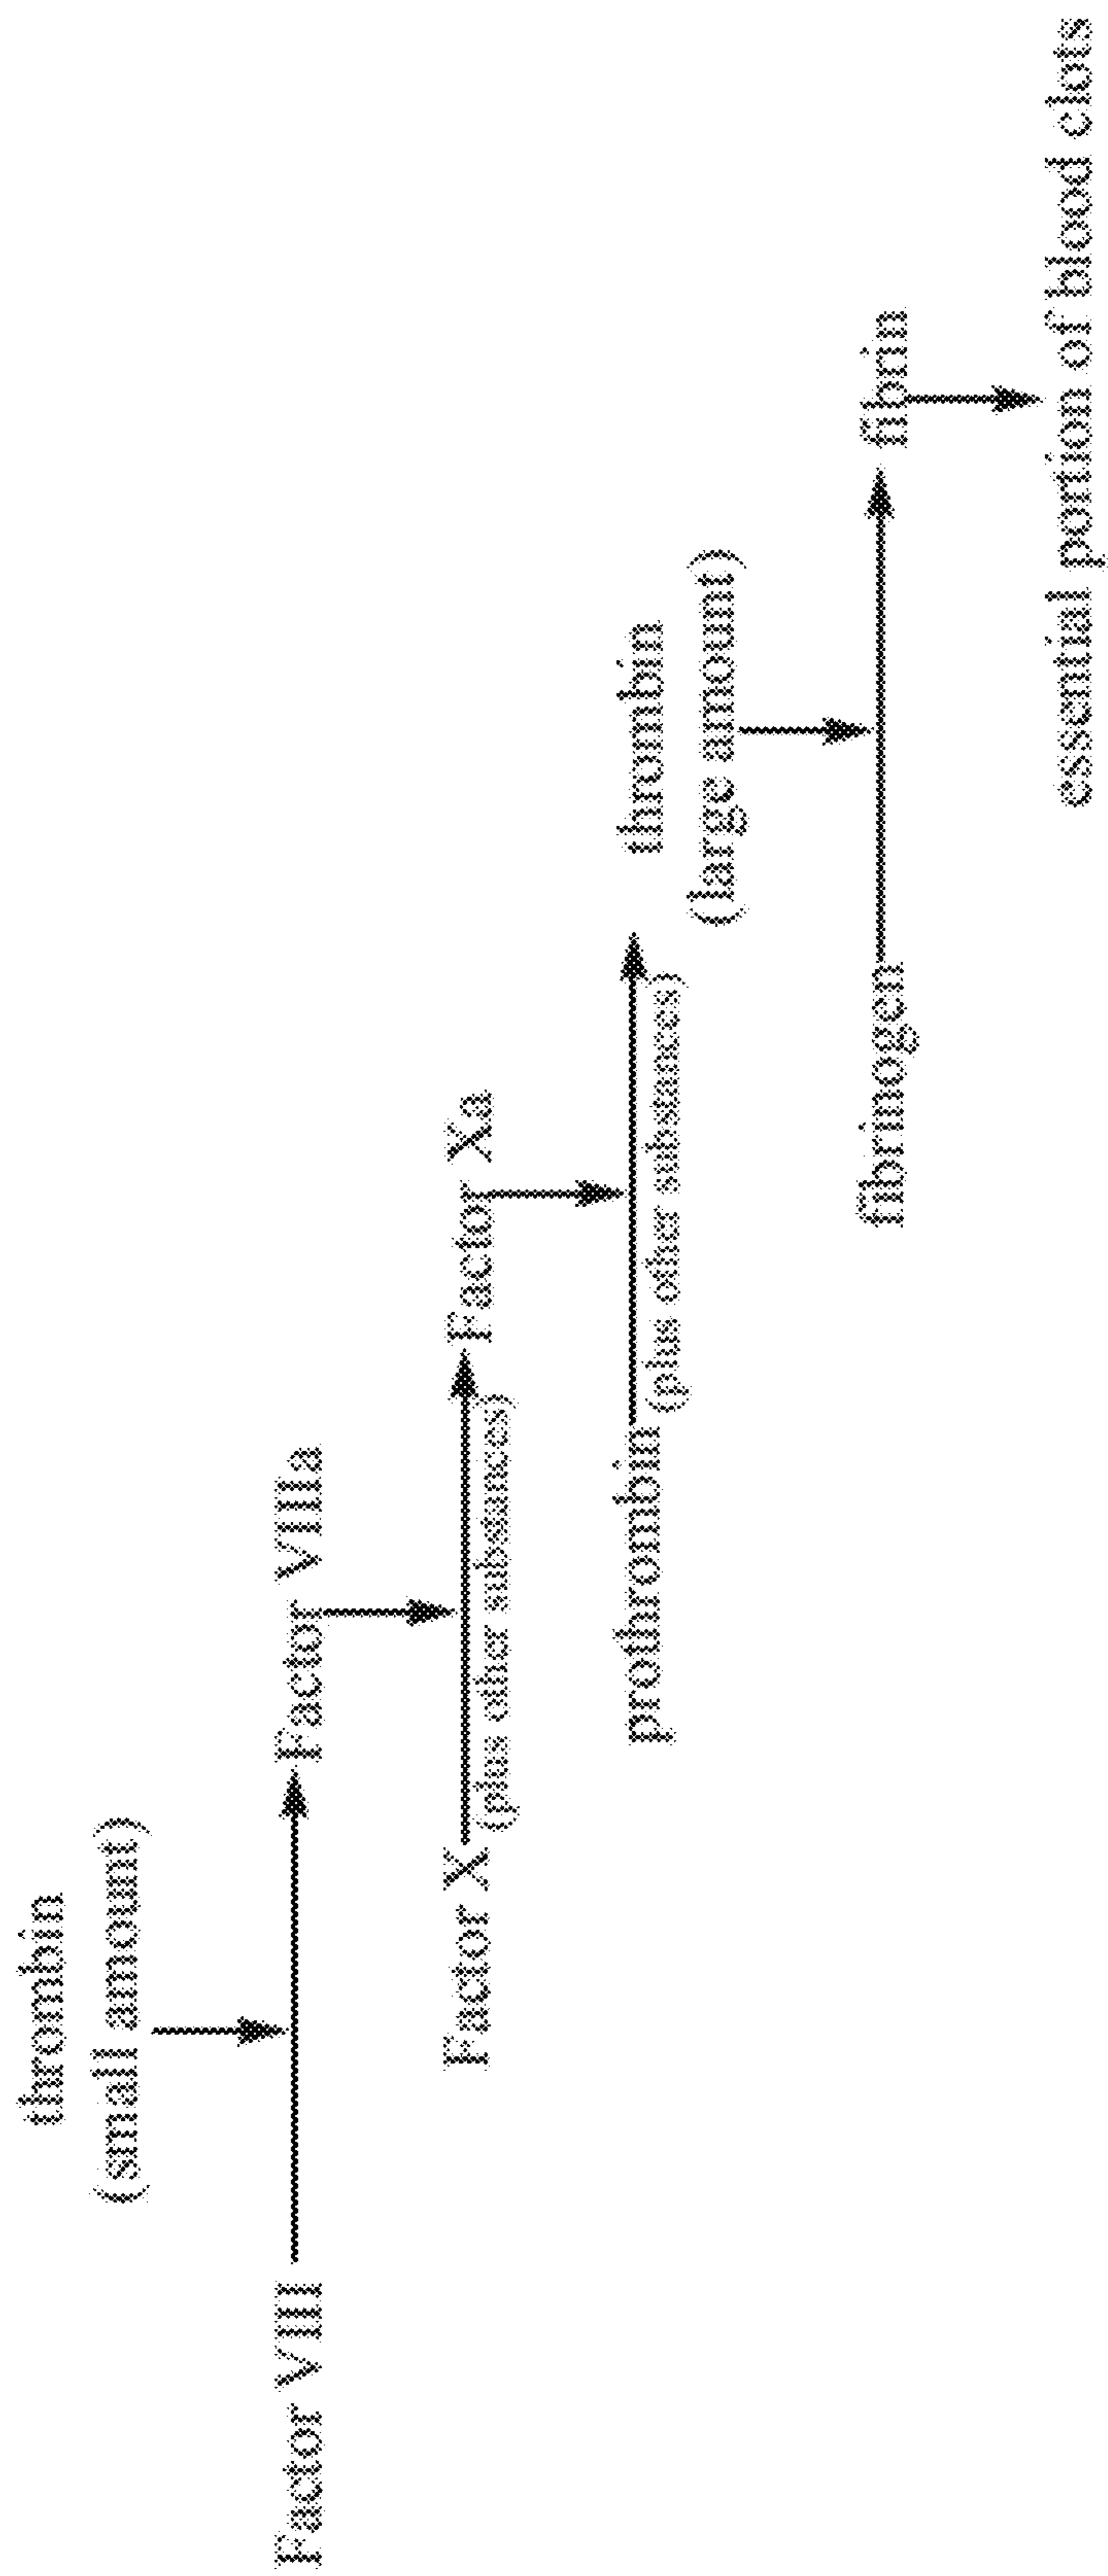 thrombin
(small amount)
Factor VIII
Factor VIIIa
Factor X
(plus other substances)
Factor Xa
prothrombin
(plus other substances)
thrombin
(large amount)
fibrinogen
fibrin
essential portion of blood clots